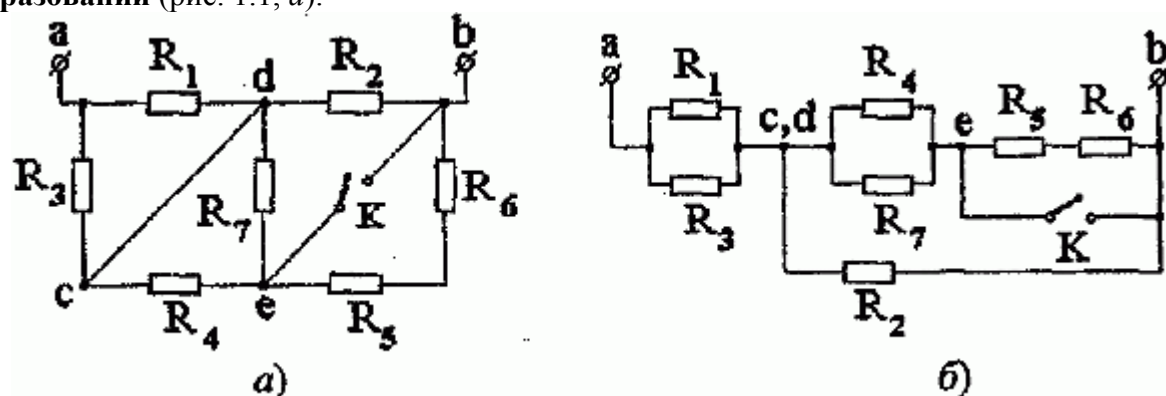 разований (рис. 1.1, а).
a R₁ d R₂ b
R₃ R₇ K R₆
c R₄ e R₅
а)
a R₁ c, d R₄ e R₅ R₆ b
R₃ R₇ K
R₂
б)